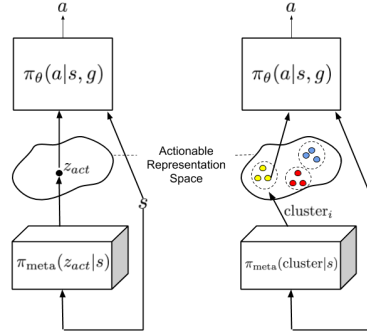 a
a
π_θ(a|s, g)
π_θ(a|s, g)
z_act
Actionable
Representation
Space
s
cluster_i
π_meta(z_act|s)
π_meta(cluster|s)